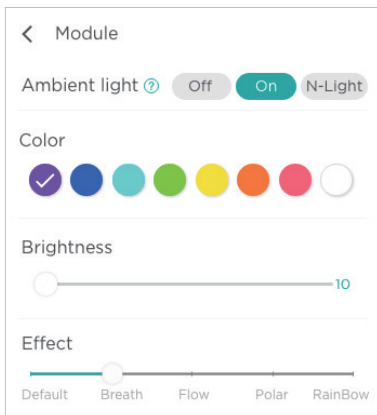 Module
Ambient light ? Off On N-Light
Color
Brightness
10
Effect
Default Breath Flow Polar RainBow